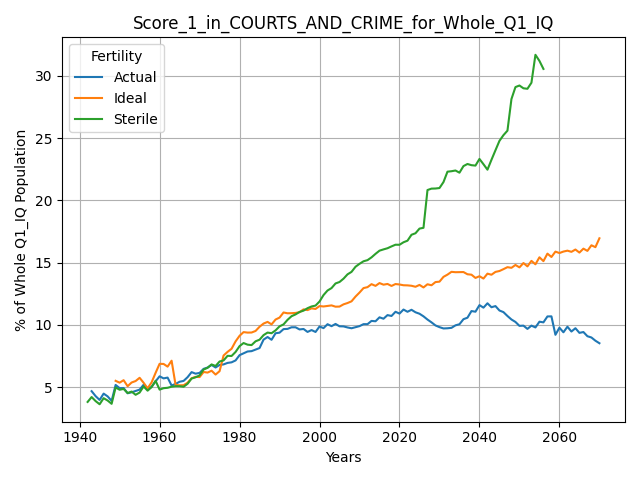 Score_1_in_COURTS_AND_CRIME_for_Whole_Q1_IQ
Fertility
Actual
Ideal
Sterile
% of Whole Q1_IQ Population
30
25
20
15
10
5
1940 1960 1980 2000 2020 2040 2060
Years